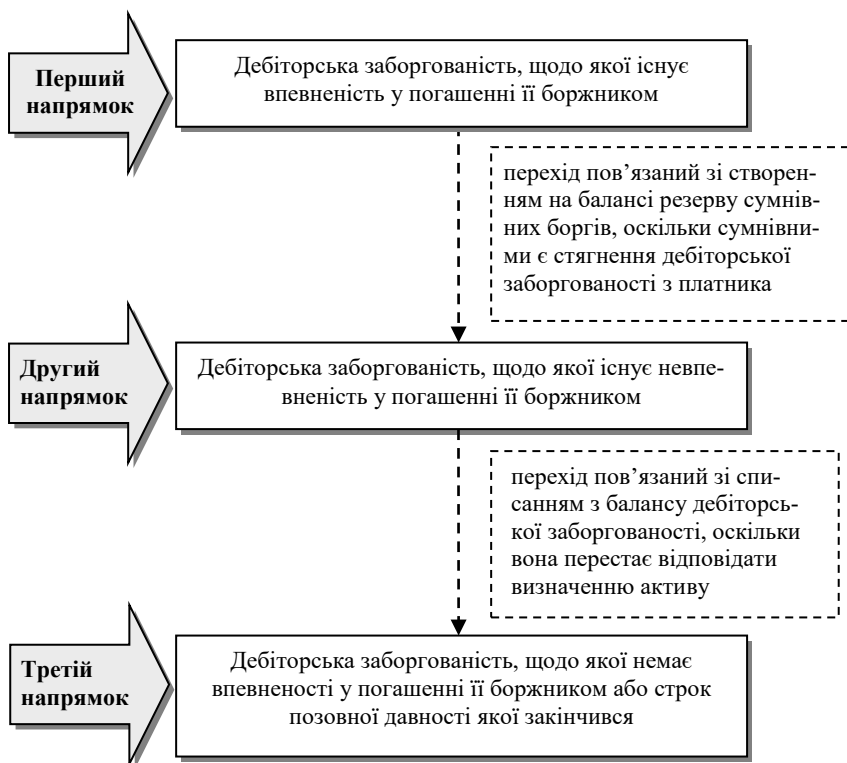 Перший
напрямок
Дебіторська заборгованість, щодо якої існує
впевненість у погашенні її боржником
перехід пов’язаний зі створен-
ням на балансі резерву сумнів-
них боргів, оскільки сумнівни-
ми є стягнення дебіторської
заборгованості з платника
Другий
напрямок
Дебіторська заборгованість, щодо якої існує невпе-
вненість у погашенні її боржником
перехід пов’язаний зі спи-
санням з балансу дебіторсь-
кої заборгованості, оскільки
вона перестає відповідати
визначенню активу
Третій
напрямок
Дебіторська заборгованість, щодо якої немає
впевненості у погашенні її боржником або строк
позовної давності якої закінчився